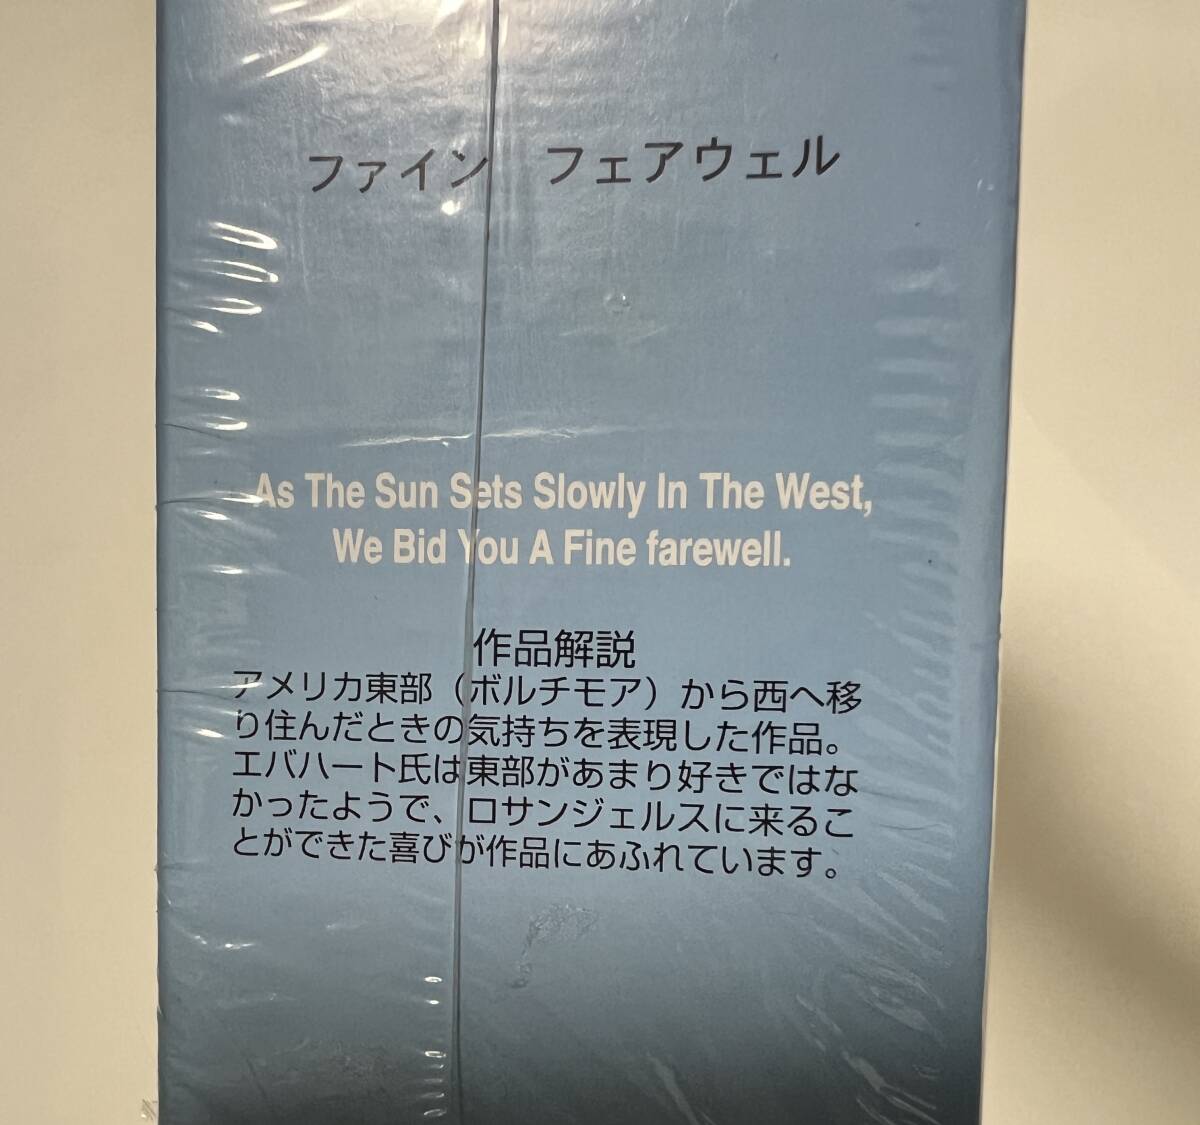 ファイン　フェアウェル
As The Sun Sets Slowly In The West,
We Bid You A Fine farewell.
作品解説
アメリカ東部（ボルチモア）から西へ移
り住んだときの気持ちを表現した作品。
エバハート氏は東部があまり好きではな
かったようで、ロサンジェルスに来るこ
とができた喜びが作品にあふれています。